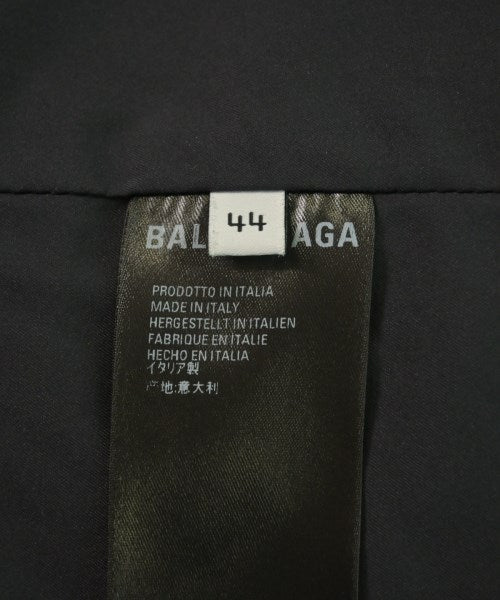 44
BAL AGA
PRODOTTO IN ITALIA
MADE IN ITALY
HERGESTELLT IN ITALIEN
FABRIQUE EN ITALIE
HECHO EN ITALIA
イタリア製
产地:意大利